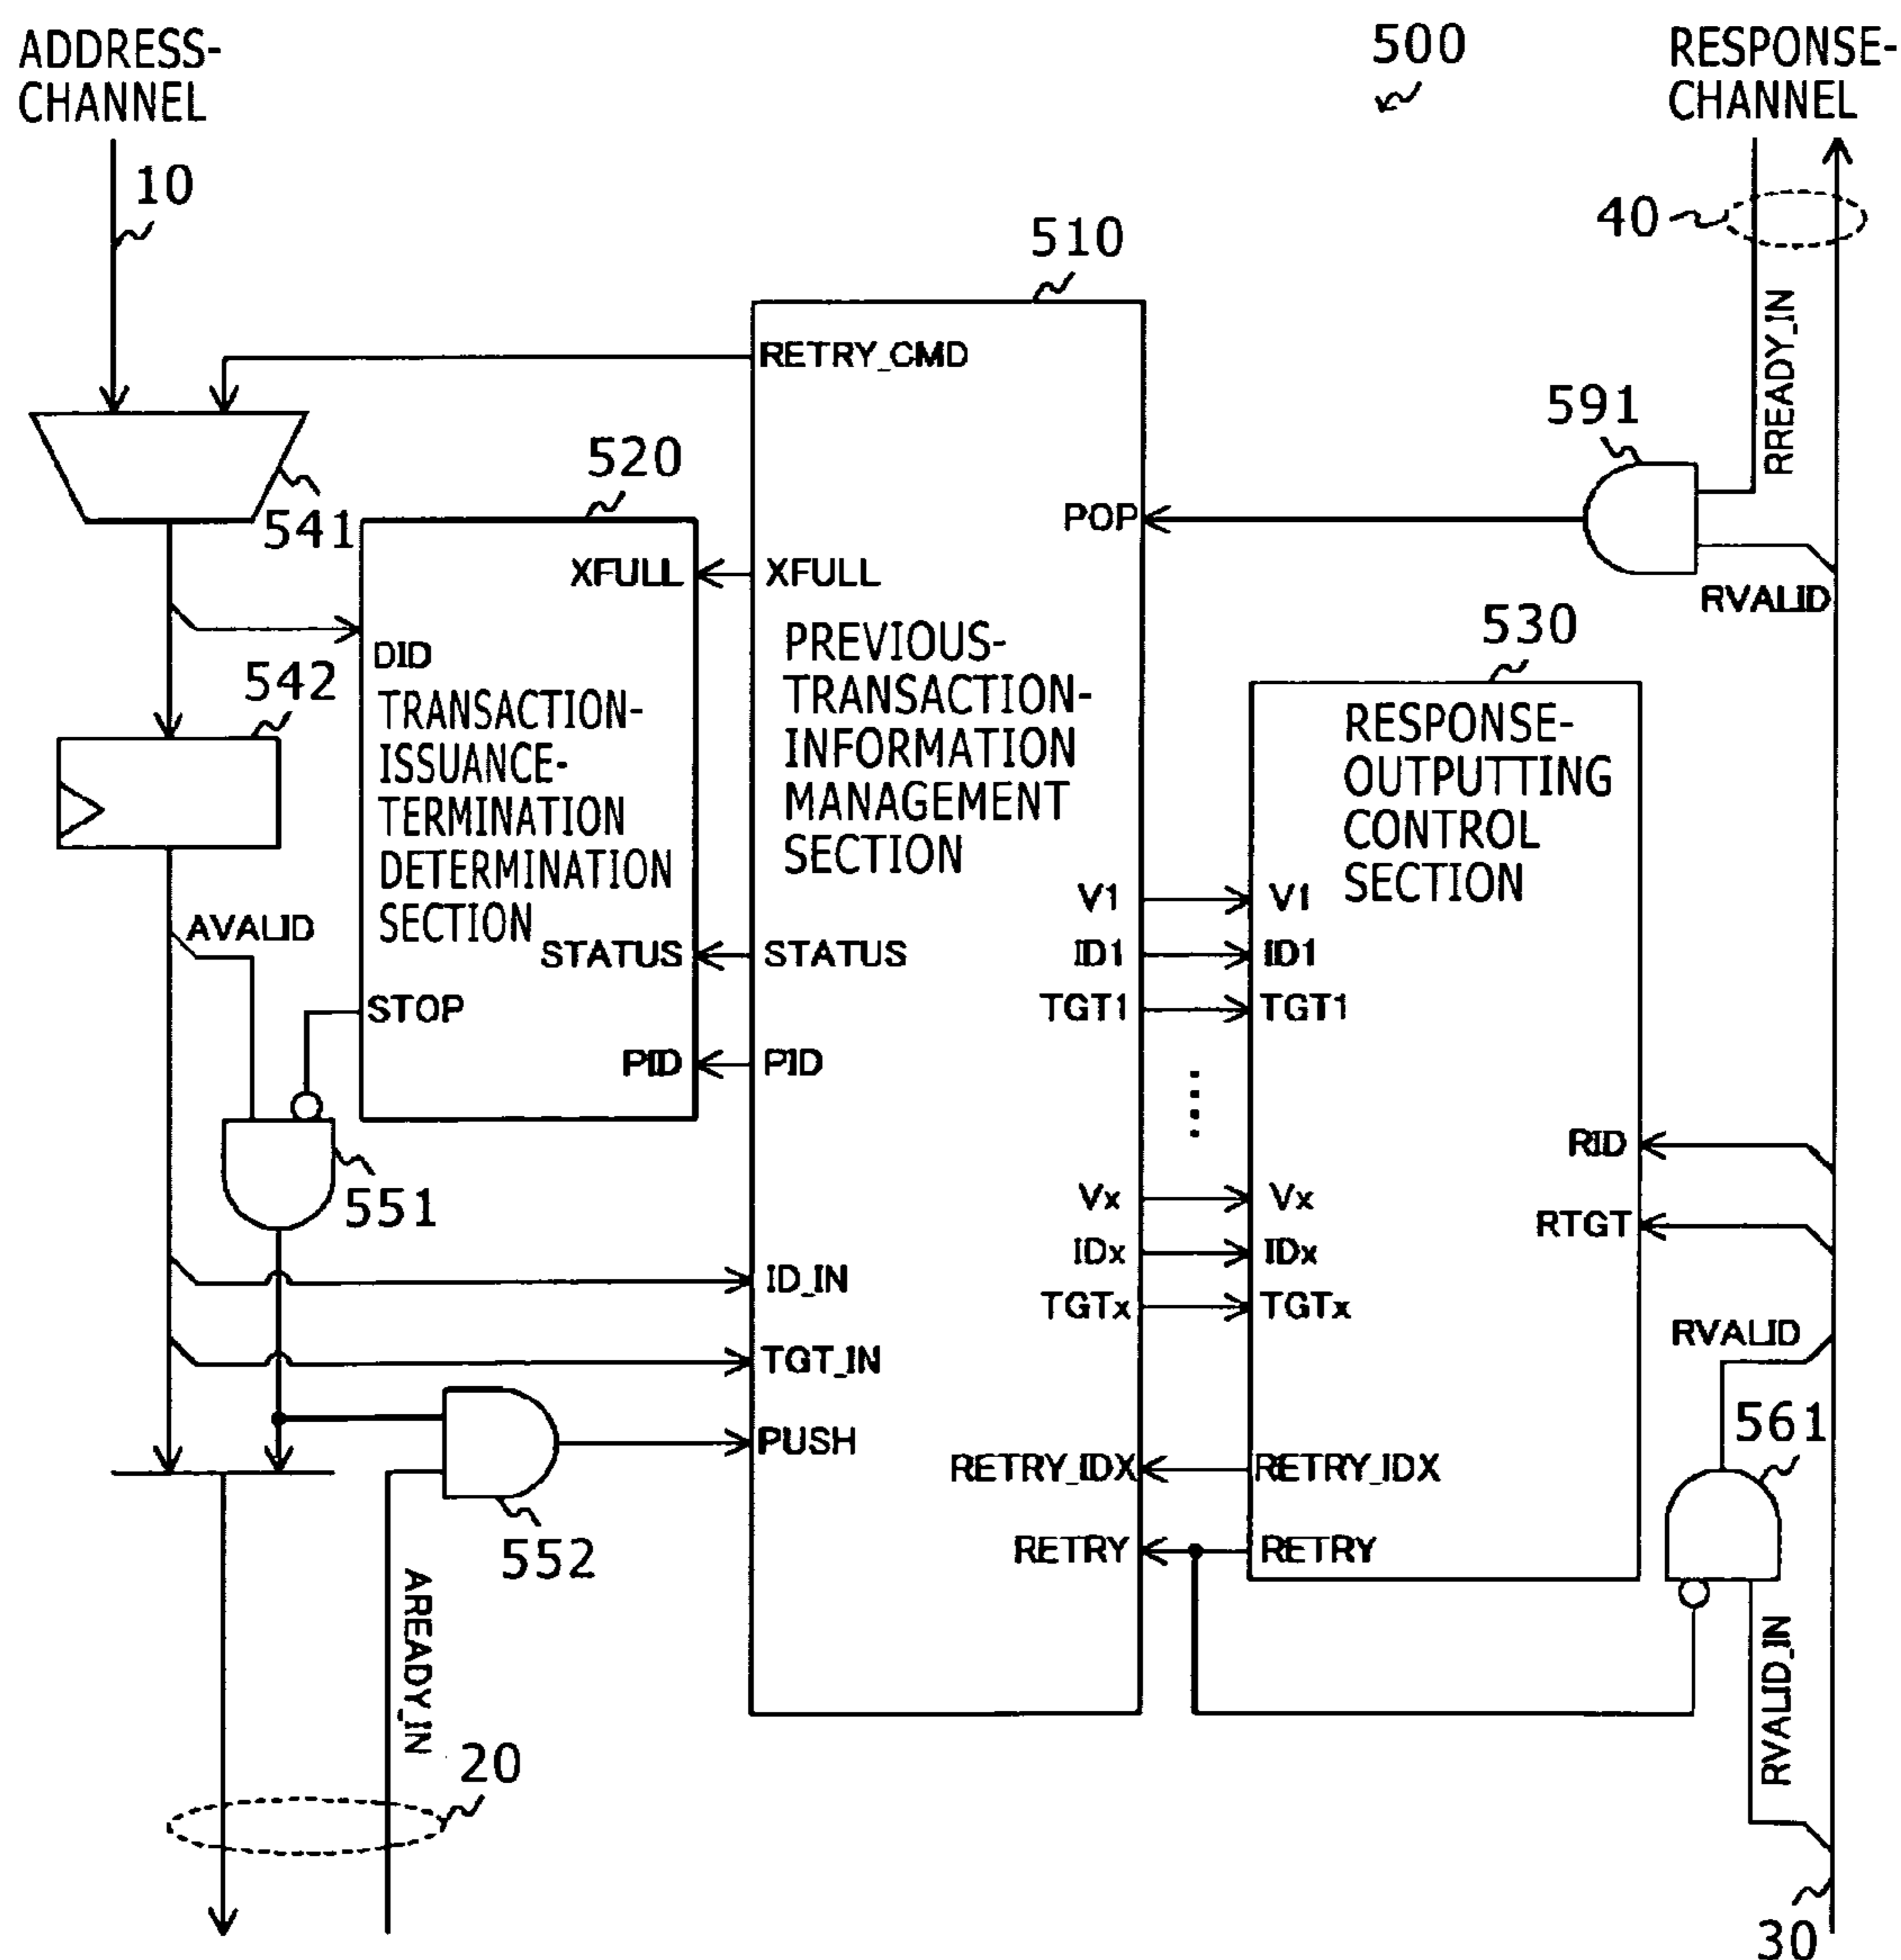 ADDRESS-
CHANNEL
10
500
RESPONSE-
CHANNEL
40
RREADY_IN
510
RETRY_CMD
541
520
591
POP
XFULL
XFULL
RVALID
DID
542
TRANSACTION-
ISSUANCE-
TERMINATION
DETERMINATION
SECTION
PREVIOUS-
TRANSACTION-
INFORMATION
MANAGEMENT
SECTION
530
RESPONSE-
OUTPUTTING
CONTROL
SECTION
AVALID
STATUS
STATUS
STOP
PID
PID
V1
V1
ID1
ID1
TGT1
TGT1
551
RID
RTGT
Vx
Vx
IDx
IDx
TGTx
TGTx
ID_IN
TGT_IN
PUSH
552
RVALID
561
RETRY_IDX
RETRY_IDX
RETRY
RETRY
AREADY_IN
RVALID_IN
20
30